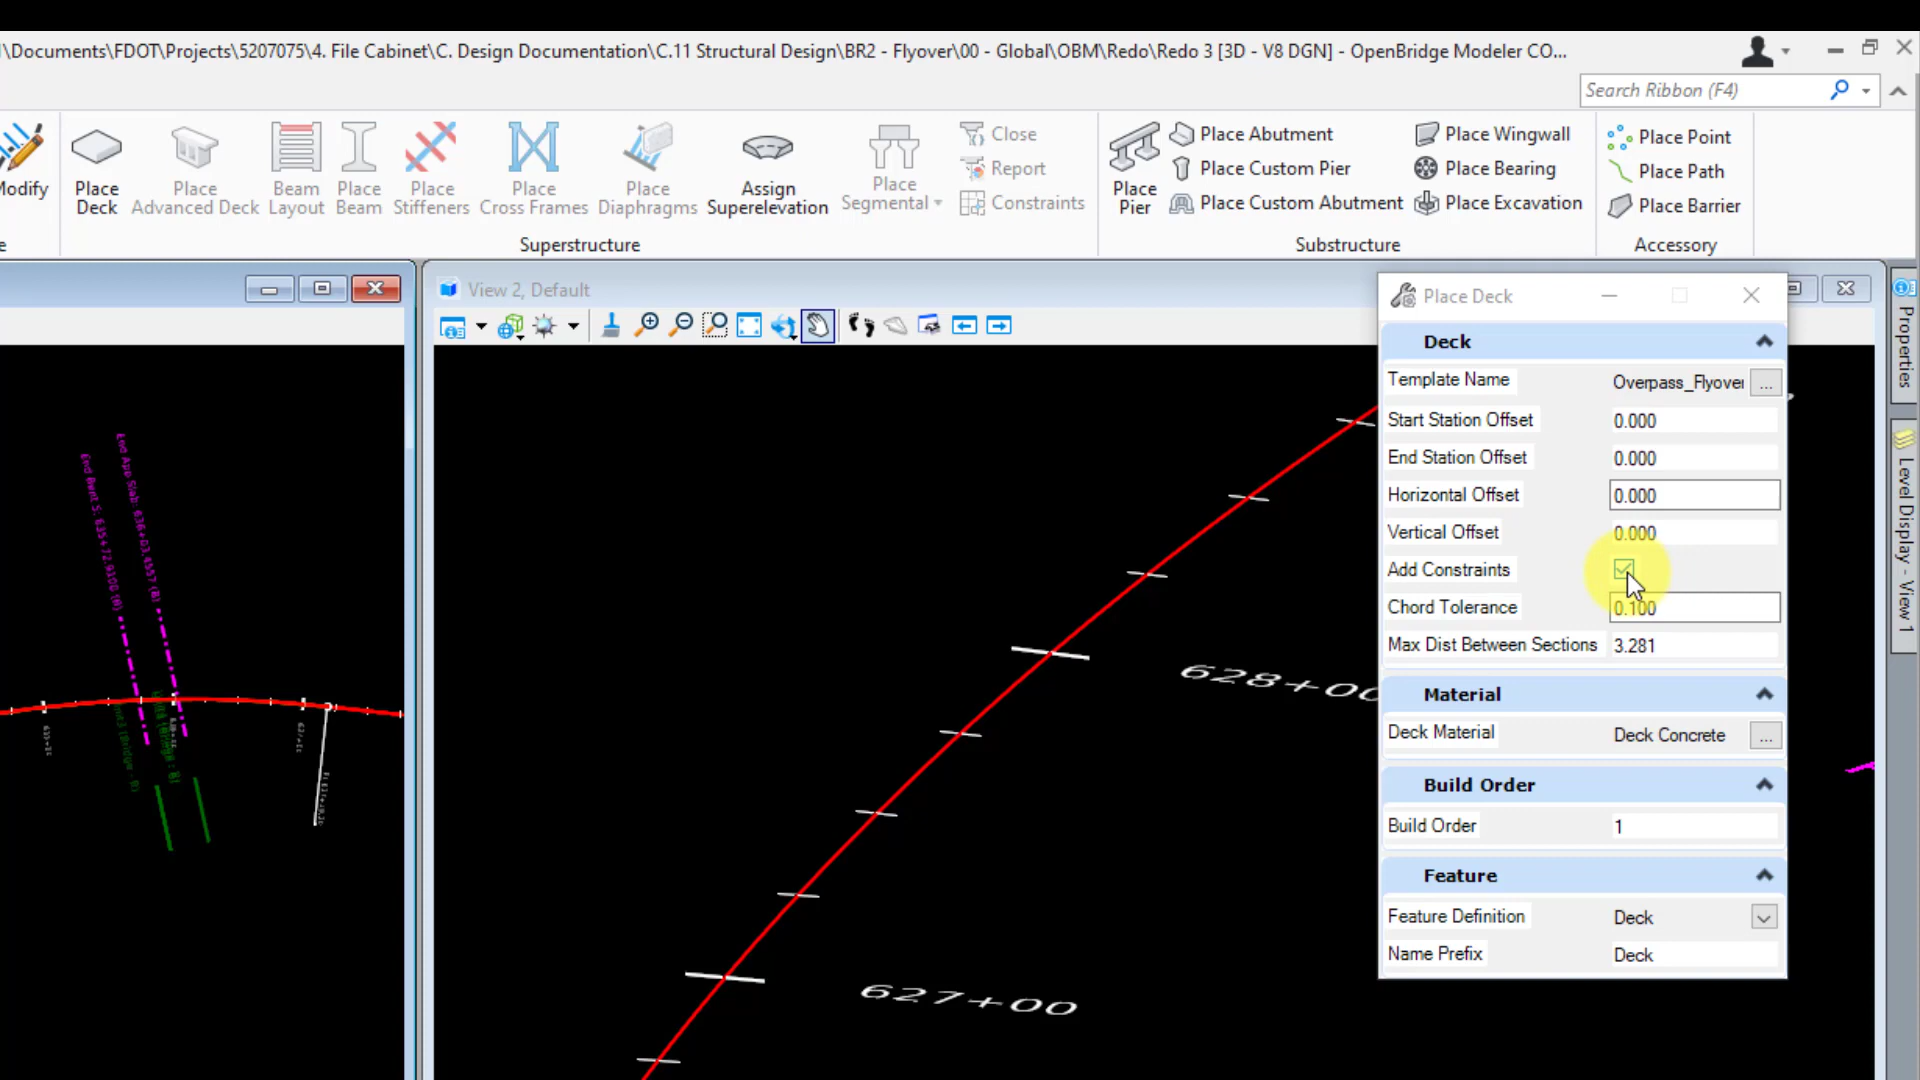 \Documents\FDOT\Projects\5207075\4. File Cabinet\C. Design Documentation\C.11 Structural Design\BR2 - Flyover\00 - Global\OBM\Redo\Redo 3 [3D - V8 DGN] - OpenBridge Modeler CO...
Search Ribbon (F4)
Modify
Place Deck
Place Advanced Deck
Beam Layout
Place Beam
Place Stiffeners
Place Cross Frames
Place Diaphragms
Assign Superelevation
Place Segmental
Close
Report
Constraints
Superstructure
Place Pier
Place Abutment
Place Custom Pier
Place Custom Abutment
Place Wingwall
Place Bearing
Place Excavation
Substructure
Place Point
Place Path
Place Barrier
Accessory
View 2, Default
Place Deck
Deck
Template Name Overpass_Flyover ...
Start Station Offset 0.000
End Station Offset 0.000
Horizontal Offset 0.000
Vertical Offset 0.000
Add Constraints
Chord Tolerance 0.100
Max Dist Between Sections 3.281
Material
Deck Material Deck Concrete ...
Build Order
Build Order 1
Feature
Feature Definition Deck
Name Prefix Deck
Properties
Level Display - View 1
628+00
627+00